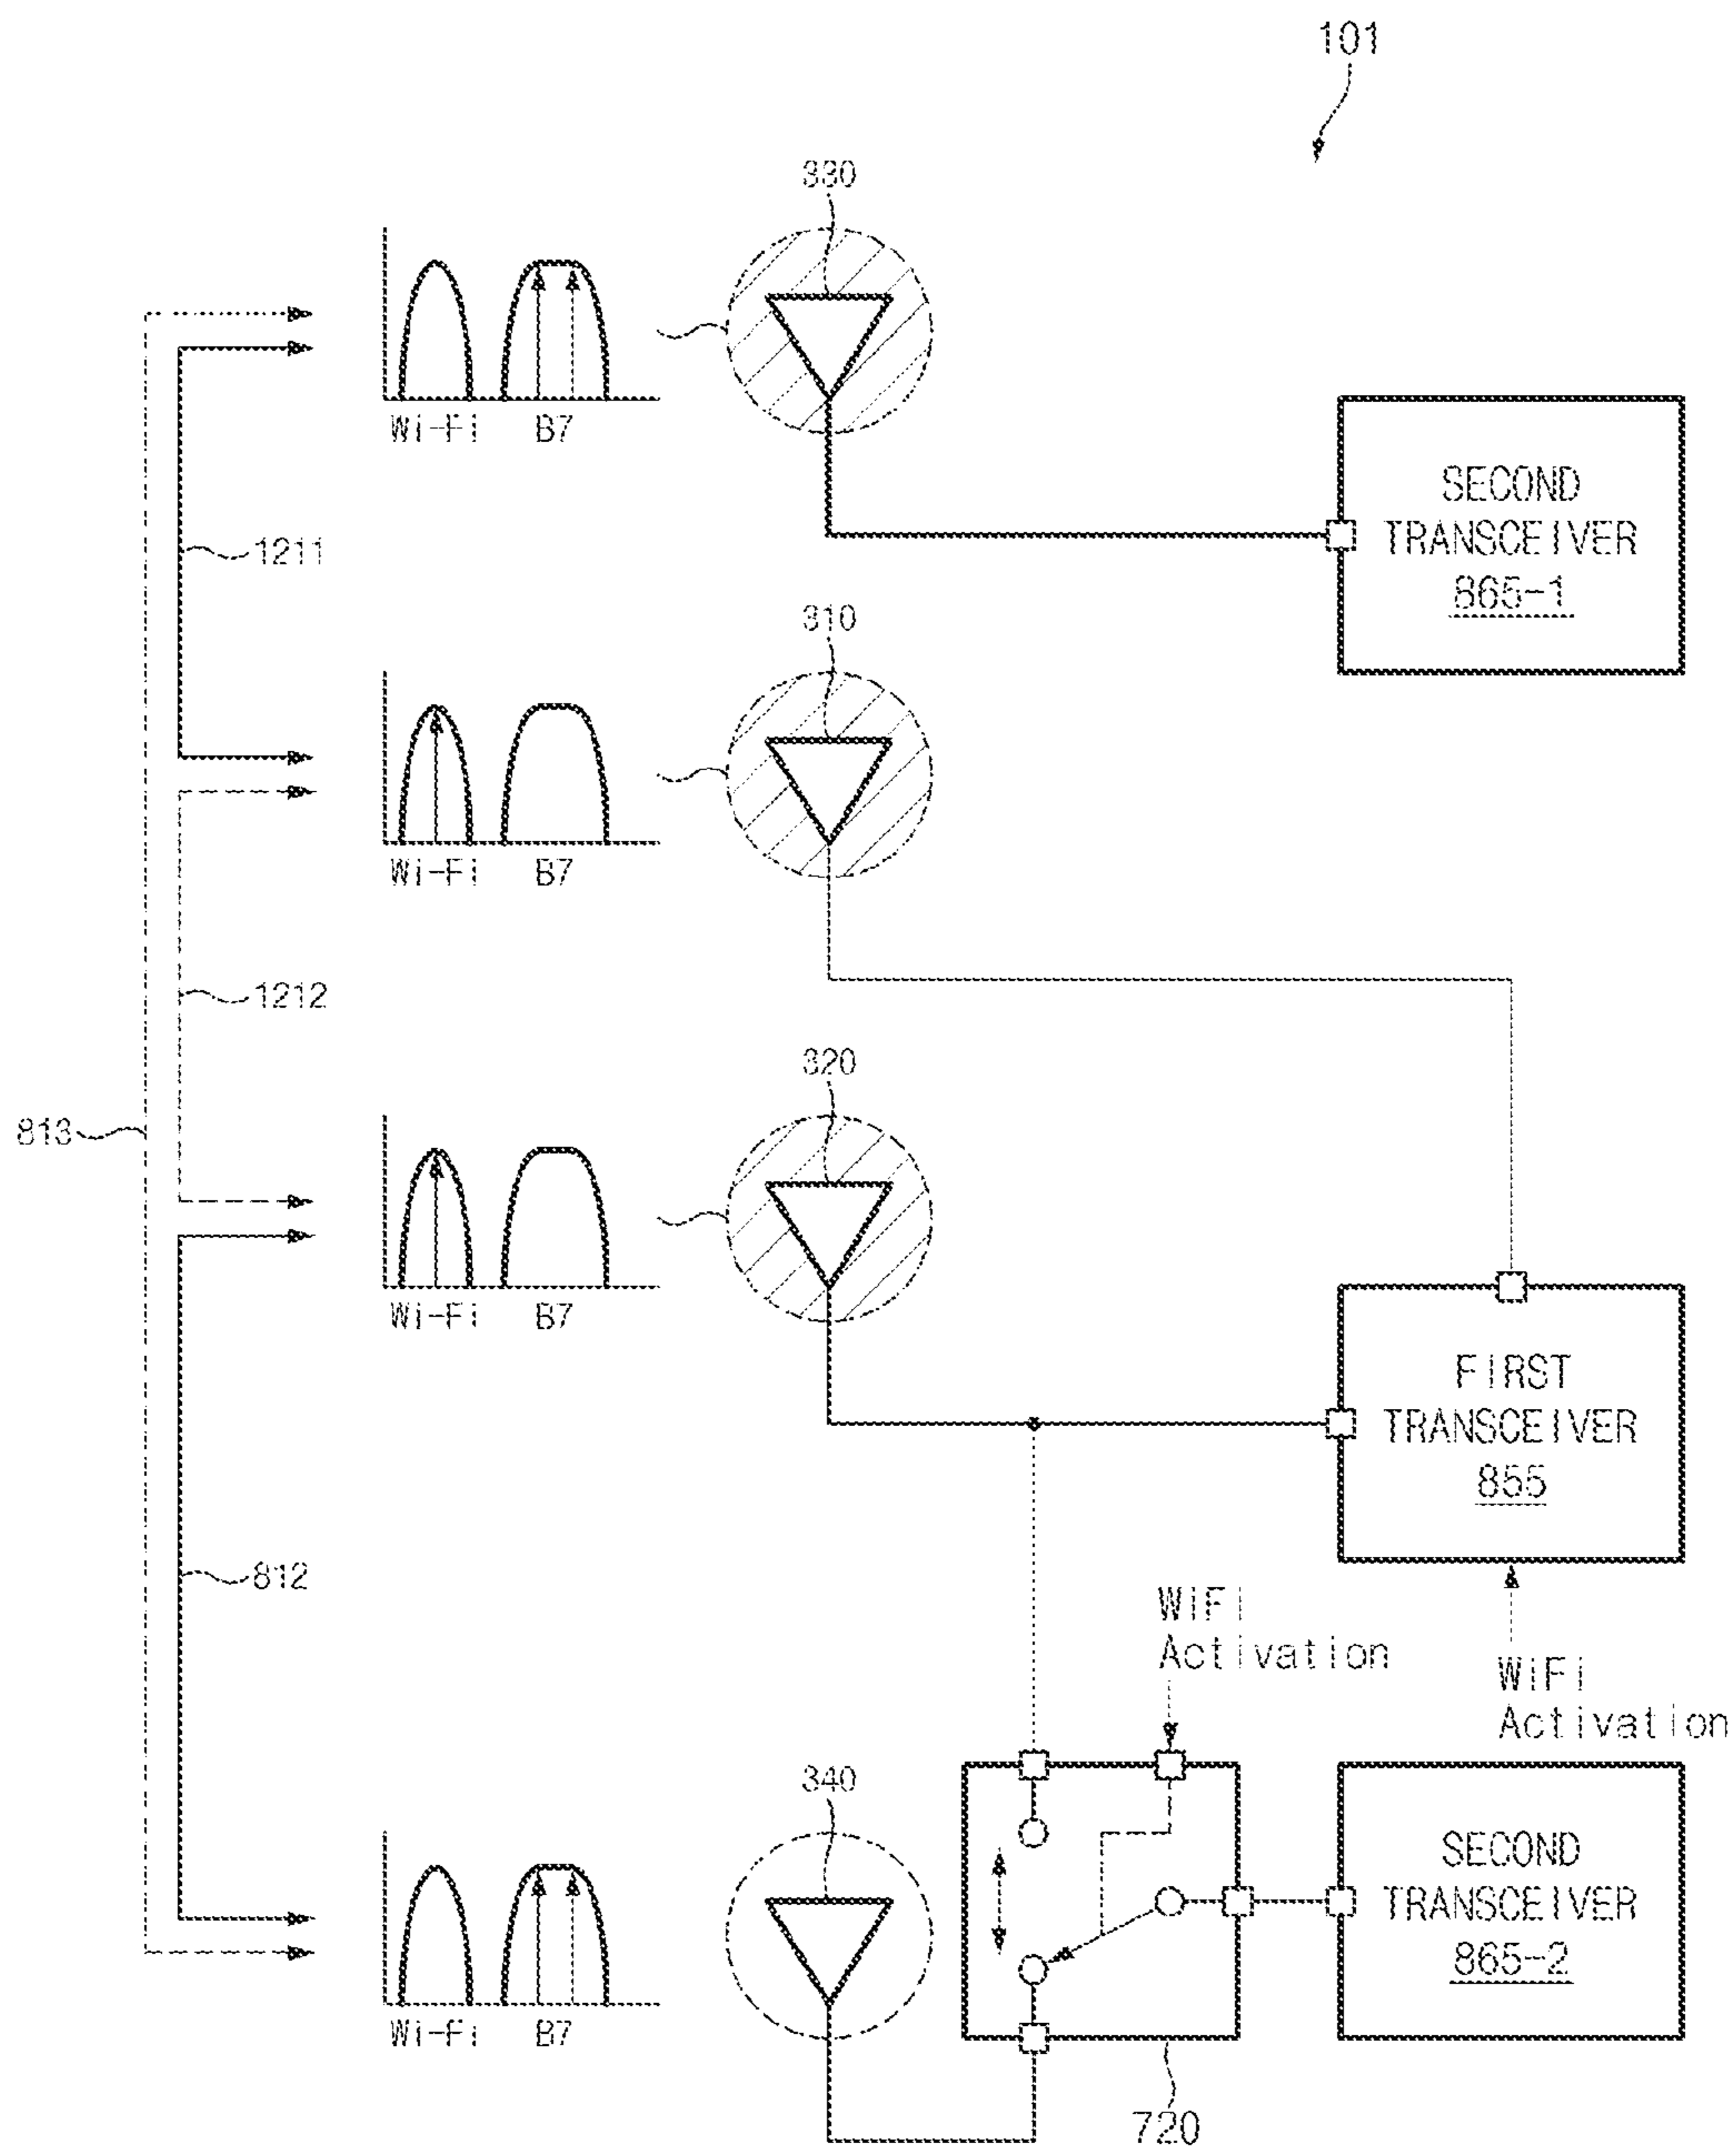 101
330
Wi-Fi B7
1211
SECOND
TRANSCEIVER
865-1
310
Wi-Fi B7
1212
320
813
Wi-Fi B7
FIRST
TRANSCEIVER
855
812
WiFi
Activation
WiFi
Activation
340
SECOND
TRANSCEIVER
865-2
Wi-Fi B7
720